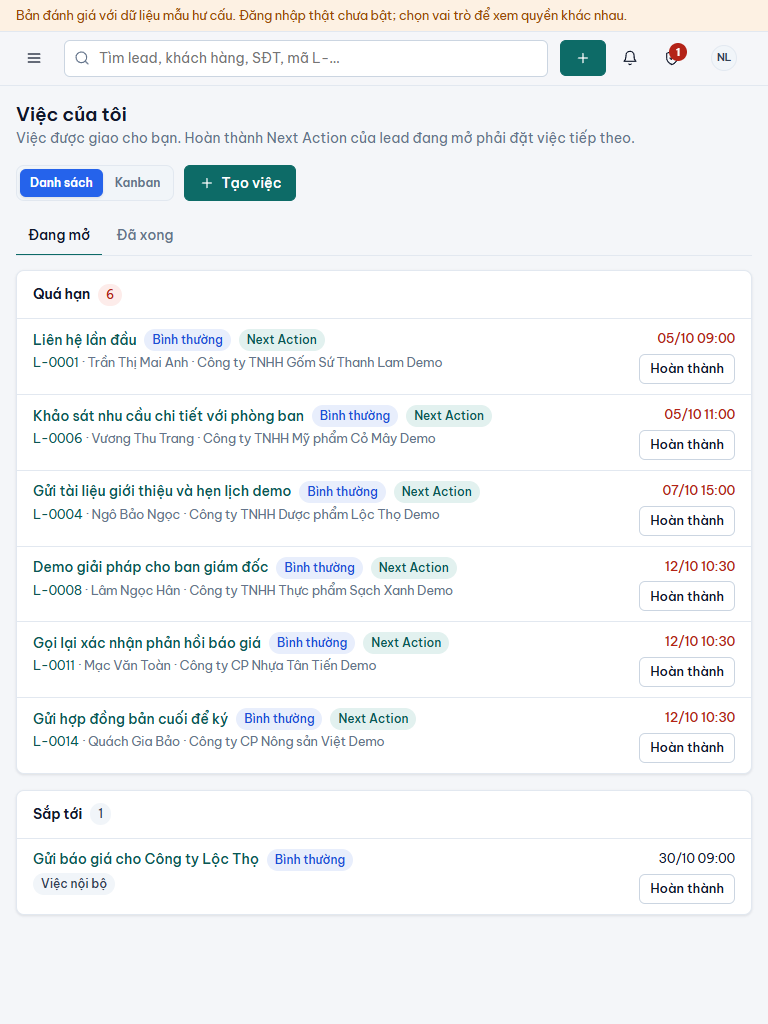 Bản đánh giá với dữ liệu mẫu hư cấu. Đăng nhập thật chưa bật; chọn vai trò để xem quyền khác nhau.
Tìm lead, khách hàng, SĐT, mã L-...
1
NL
Việc của tôi
Việc được giao cho bạn. Hoàn thành Next Action của lead đang mở phải đặt việc tiếp theo.
Danh sách Kanban + Tạo việc
Đang mở Đã xong
Quá hạn 6
Liên hệ lần đầu Bình thường Next Action 05/10 09:00
L-0001 · Trần Thị Mai Anh · Công ty TNHH Gốm Sứ Thanh Lam Demo Hoàn thành
Khảo sát nhu cầu chi tiết với phòng ban Bình thường Next Action 05/10 11:00
L-0006 · Vương Thu Trang · Công ty TNHH Mỹ phẩm Cỏ Mây Demo Hoàn thành
Gửi tài liệu giới thiệu và hẹn lịch demo Bình thường Next Action 07/10 15:00
L-0004 · Ngô Bảo Ngọc · Công ty TNHH Dược phẩm Lộc Thọ Demo Hoàn thành
Demo giải pháp cho ban giám đốc Bình thường Next Action 12/10 10:30
L-0008 · Lâm Ngọc Hân · Công ty TNHH Thực phẩm Sạch Xanh Demo Hoàn thành
Gọi lại xác nhận phản hồi báo giá Bình thường Next Action 12/10 10:30
L-0011 · Mạc Văn Toàn · Công ty CP Nhựa Tân Tiến Demo Hoàn thành
Gửi hợp đồng bản cuối để ký Bình thường Next Action 12/10 10:30
L-0014 · Quách Gia Bảo · Công ty CP Nông sản Việt Demo Hoàn thành
Sắp tới 1
Gửi báo giá cho Công ty Lộc Thọ Bình thường 30/10 09:00
Việc nội bộ Hoàn thành